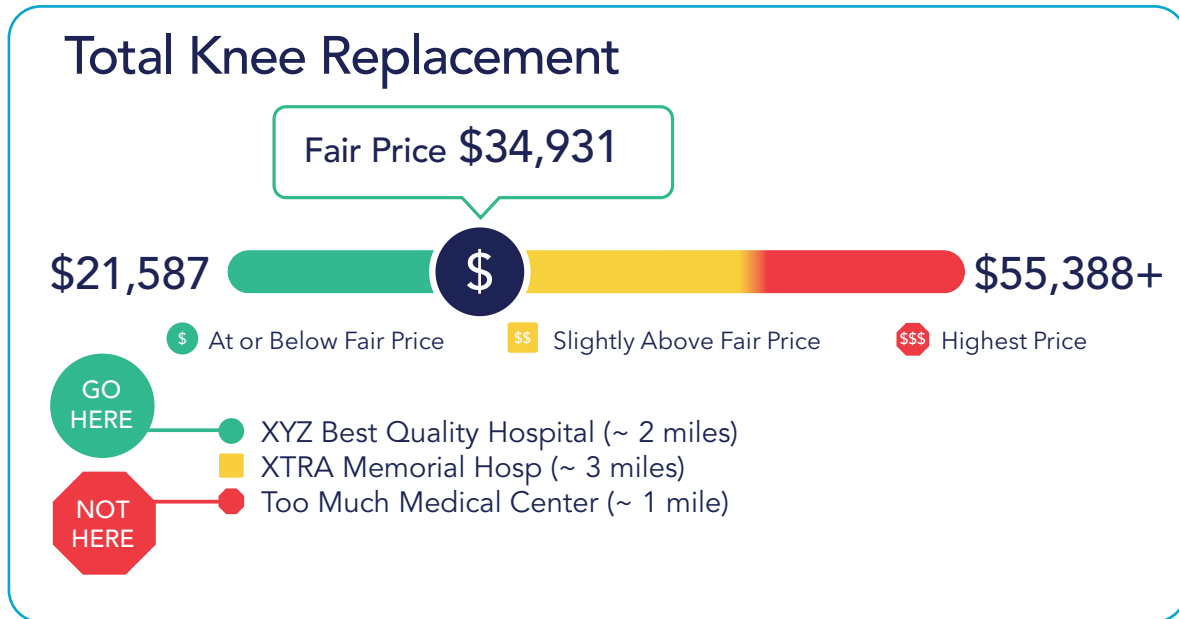 Total Knee Replacement
Fair Price $34,931
$21,587
$
$55,388+
$ At or Below Fair Price
$$ Slightly Above Fair Price
$$$ Highest Price
GO
HERE
XYZ Best Quality Hospital (~ 2 miles)
XTRA Memorial Hosp (~ 3 miles)
Too Much Medical Center (~ 1 mile)
NOT
HERE